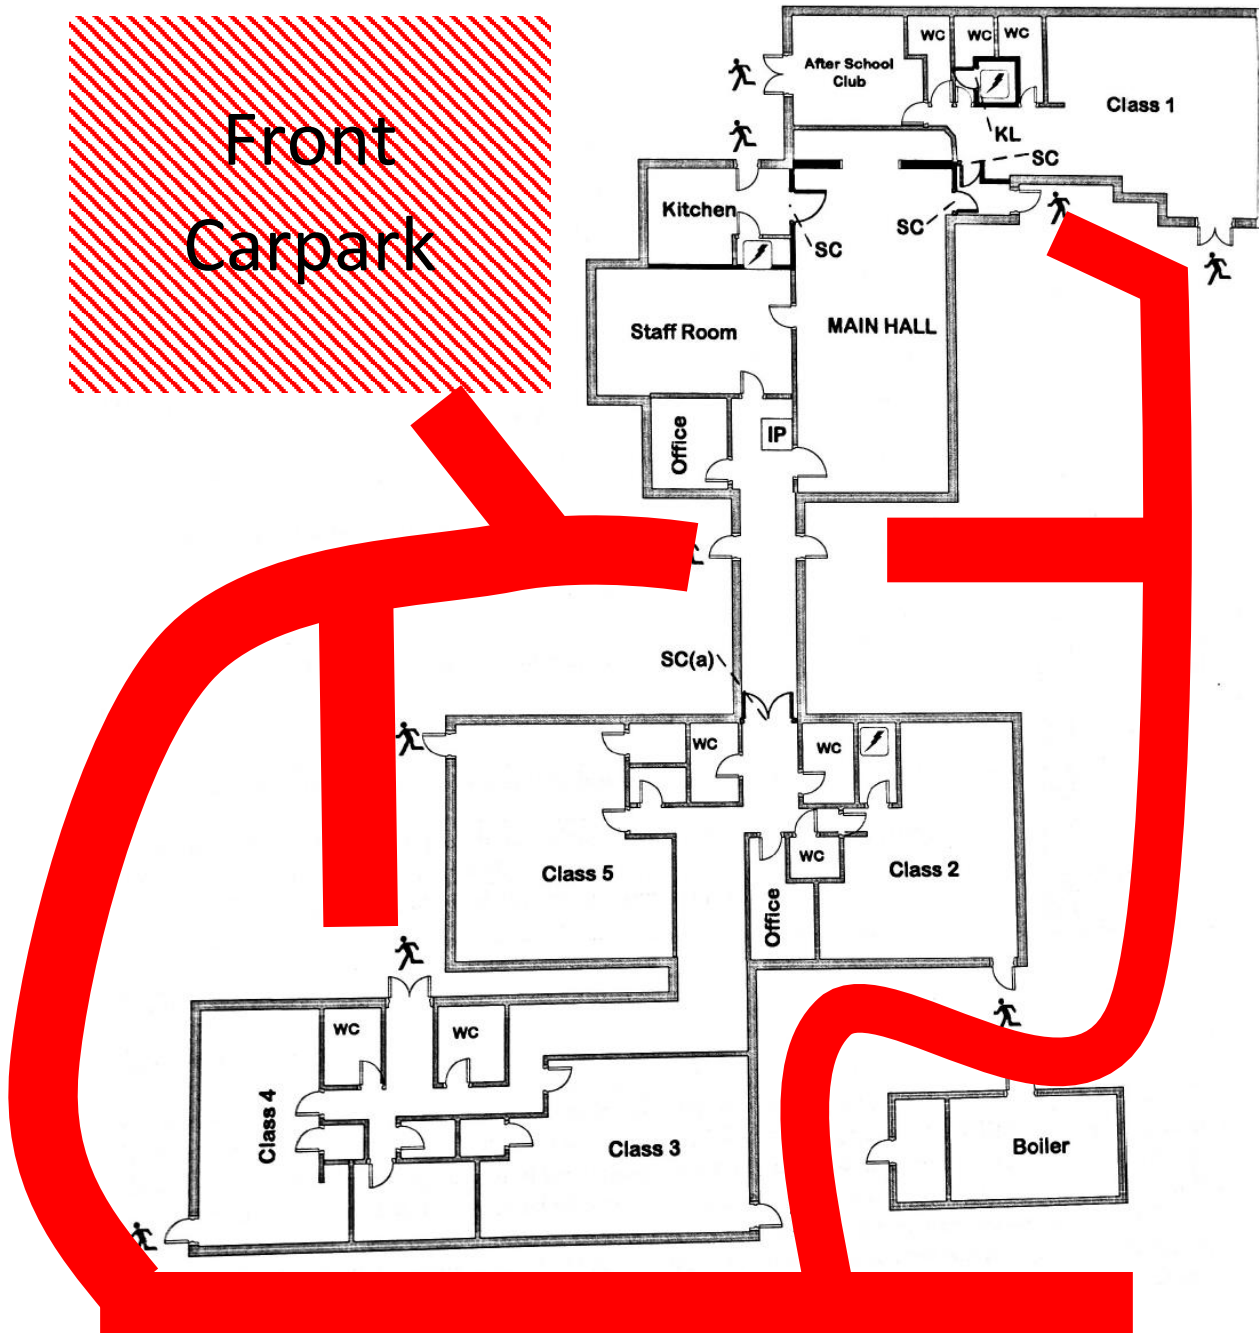 Front
Carpark
After School
Club
WC
WC
WC
Class 1
KL
SC
Kitchen
SC
SC
Staff Room
MAIN HALL
Office
IP
SC(a)
WC
WC
Class 5
WC
Class 2
Office
WC
WC
Class 4
Class 3
Boiler